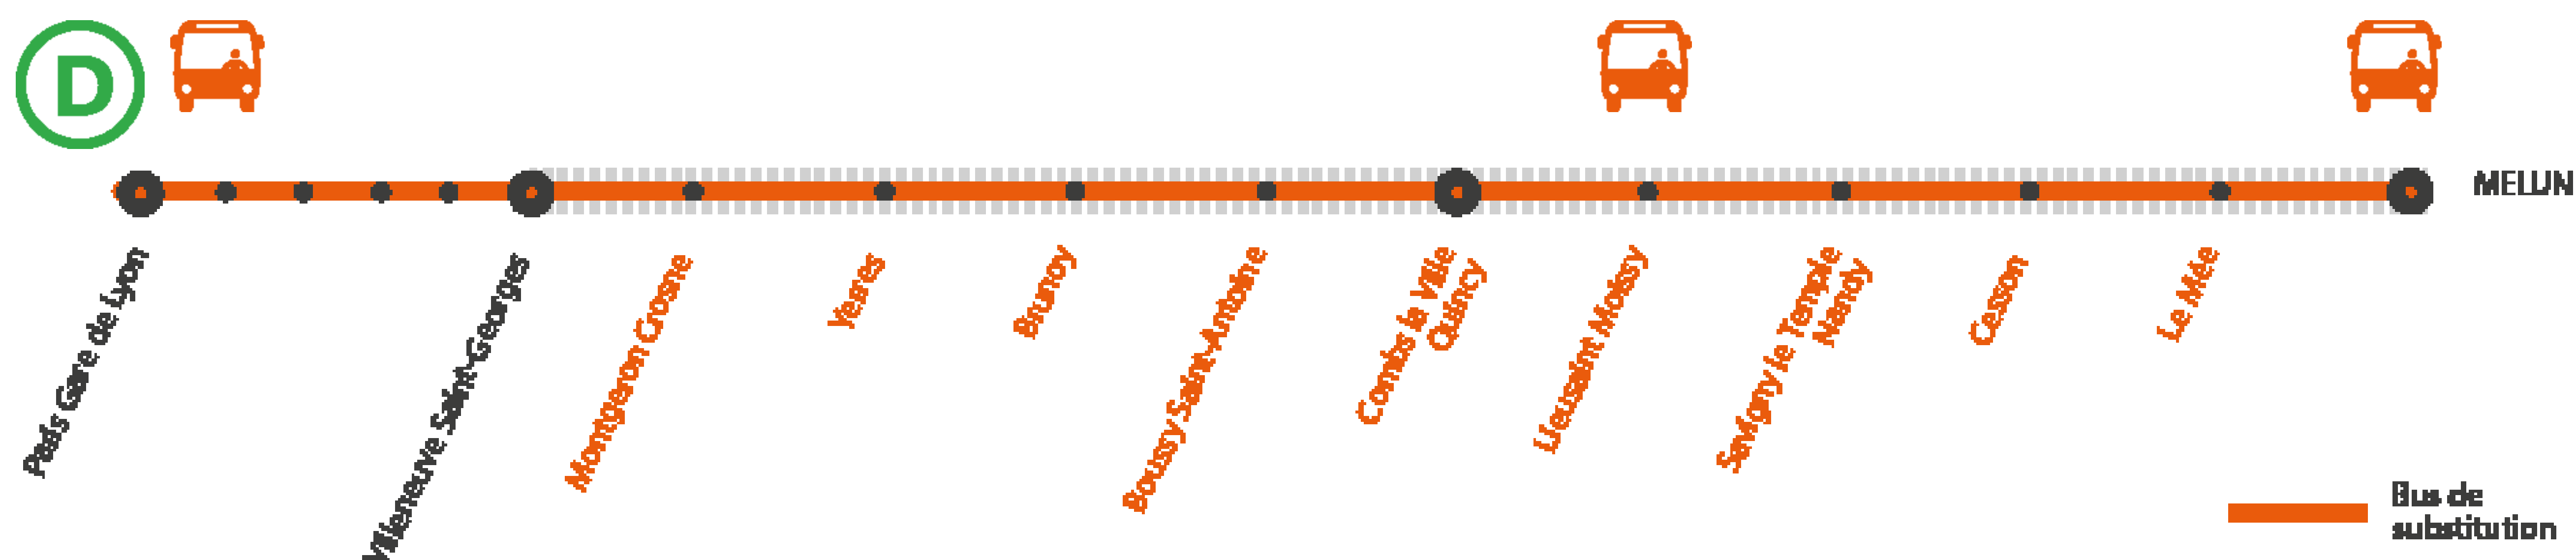 D
MELUN
Paris Gare de Lyon
Villeneuve Saint-Georges
Montgeron Crosne
Yerres
Brunoy
Boussy Saint-Antoine
Combs la Ville
Quincy
Lieusaint Moissy
Savigny le Temple
Nandy
Cesson
Le Mée
Bus de
substitution